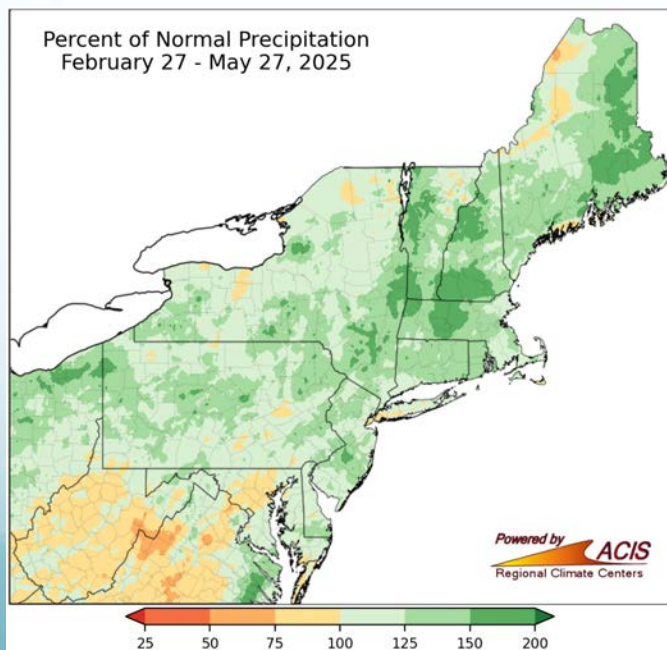 Percent of Normal Precipitation
February 27 - May 27, 2025
Powered by
ACIS
Regional Climate Centers
25 50 75 100 125 150 200